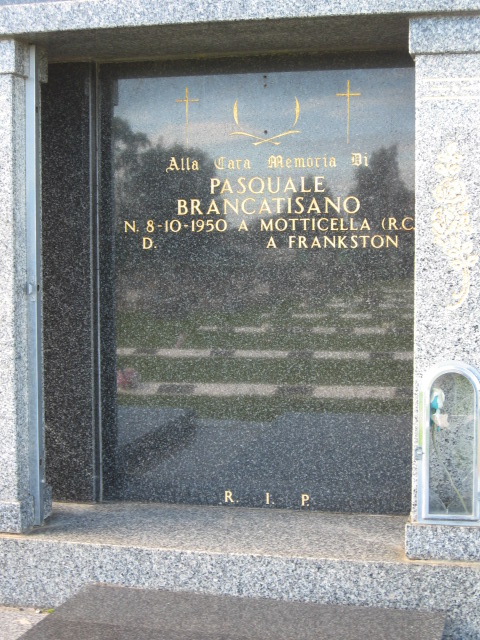 Alla Cara Memoria Di
PASQUALE
BRANCATISANO
N. 8-10-1950 A MOTTICELLA (R.C.
D. A FRANKSTON
R. I. P.